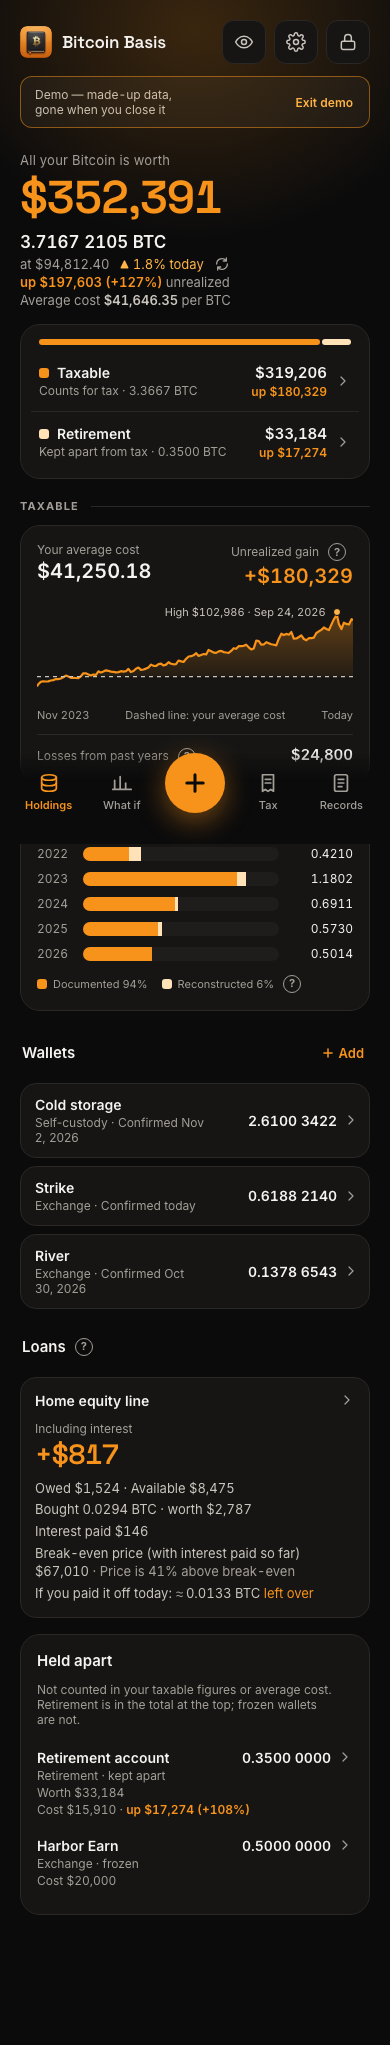 Bitcoin Basis
Demo — made-up data,
gone when you close it
Exit demo
All your Bitcoin is worth
$352,391
3.7167 2105 BTC
at $94,812.40 ▲ 1.8% today
up $197,603 (+127%) unrealized
Average cost $41,646.35 per BTC
Taxable $319,206
Counts for tax · 3.3667 BTC up $180,329
Retirement $33,184
Kept apart from tax · 0.3500 BTC up $17,274
TAXABLE
Your average cost Unrealized gain ?
$41,250.18 +$180,329
High $102,986 · Sep 24, 2026
Nov 2023 Dashed line: your average cost Today
Losses from past years ? $24,800
+
Holdings What if Tax Records
2022 0.4210
2023 1.1802
2024 0.6911
2025 0.5730
2026 0.5014
Documented 94% Reconstructed 6% ?
Wallets + Add
Cold storage
Self-custody · Confirmed Nov
2, 2026
2.6100 3422
Strike
Exchange · Confirmed today
0.6188 2140
River
Exchange · Confirmed Oct
30, 2026
0.1378 6543
Loans ?
Home equity line
Including interest
+$817
Owed $1,524 · Available $8,475
Bought 0.0294 BTC · worth $2,787
Interest paid $146
Break-even price (with interest paid so far)
$67,010 · Price is 41% above break-even
If you paid it off today: ≈ 0.0133 BTC left over
Held apart
Not counted in your taxable figures or average cost.
Retirement is in the total at the top; frozen wallets
are not.
Retirement account 0.3500 0000
Retirement · kept apart
Worth $33,184
Cost $15,910 · up $17,274 (+108%)
Harbor Earn 0.5000 0000
Exchange · frozen
Cost $20,000